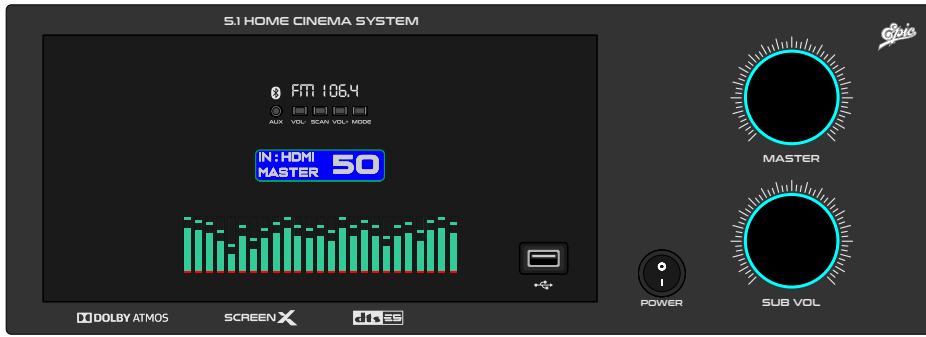 5.1 HOME CINEMA SYSTEM
Epic
FM 106.4
AUX VOL- SCAN VOL+ MODE
IN : HDMI
MASTER 50
MASTER
SUB VOL
POWER
DOLBY ATMOS
SCREEN X
dts ES